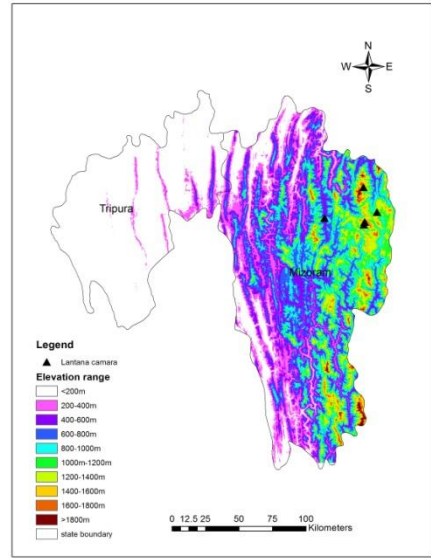 N
W E
S
Tripura
Mizoram
Legend
Lantana camara
Elevation range
<200m
200-400m
400-600m
600-800m
800-1000m
1000m-1200m
1200-1400m
1400-1600m
1600-1800m
>1800m
state boundary
0 12.5 25 50 75 100
Kilometers